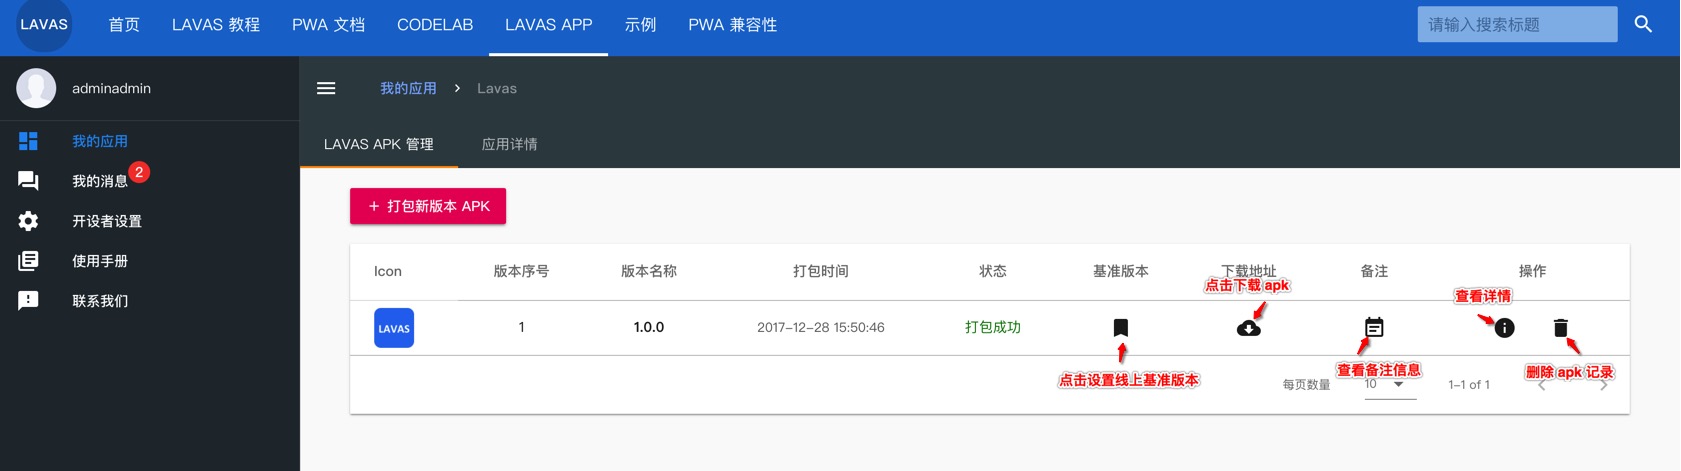 LAVAS 首页 LAVAS 教程 PWA 文档 CODELAB LAVAS APP 示例 PWA 兼容性 请输入搜索标题
adminadmin
我的应用
我的消息 2
开设者设置
使用手册
联系我们
我的应用 > Lavas
LAVAS APK 管理 应用详情
+ 打包新版本 APK
Icon 版本序号 版本名称 打包时间 状态 基准版本 下载地址 备注 操作
点击下载 apk
查看详情
LAVAS 1 1.0.0 2017-12-28 15:50:46 打包成功
点击设置线上基准版本
查看备注信息
删除 apk 记录
每页数量 10 1-1 of 1